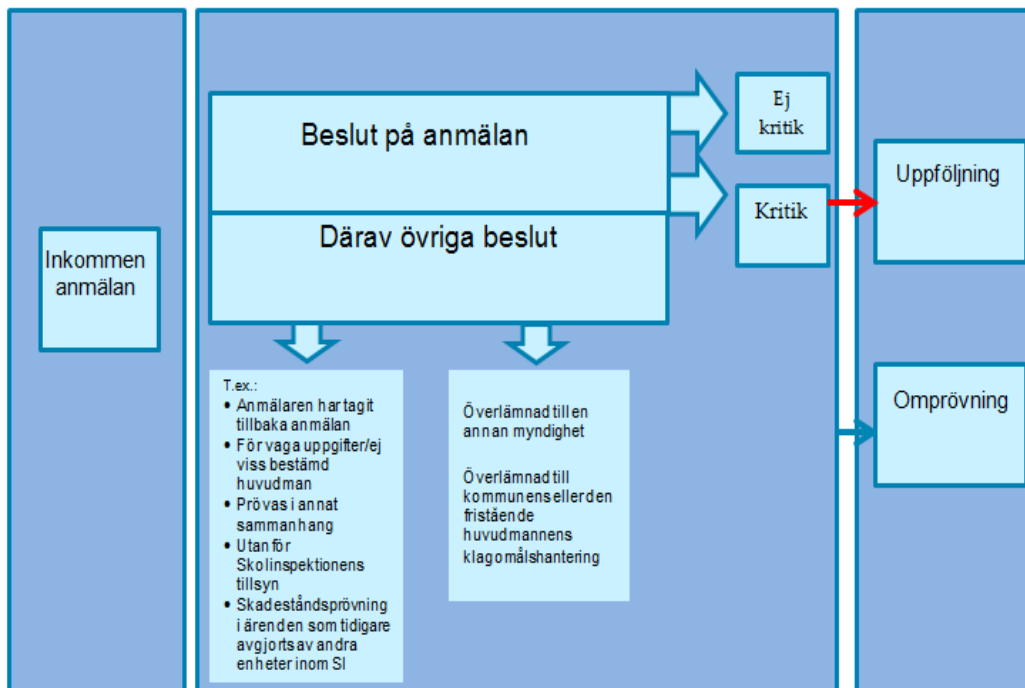 Inkommen
anmälan
Beslut på anmälan
Därav övriga beslut
Ej
kritik
Kritik
T.ex.:
• Anmälaren har tagit
tillbaka anmälan
• För vaga uppgifter/ej
viss bestämd
huvudman
• Prövas i annat
sammanhang
• Utanför
Skolinspektionens
tillsyn
• Skadeståndsprövning
i ärenden som tidigare
avgjorts av andra
enheter inom SI
Överlämnad till en
annan myndighet
Överlämnad till
kommunens eller den
fristående
huvudmannens
klagomålshantering
Uppföljning
Omprövning